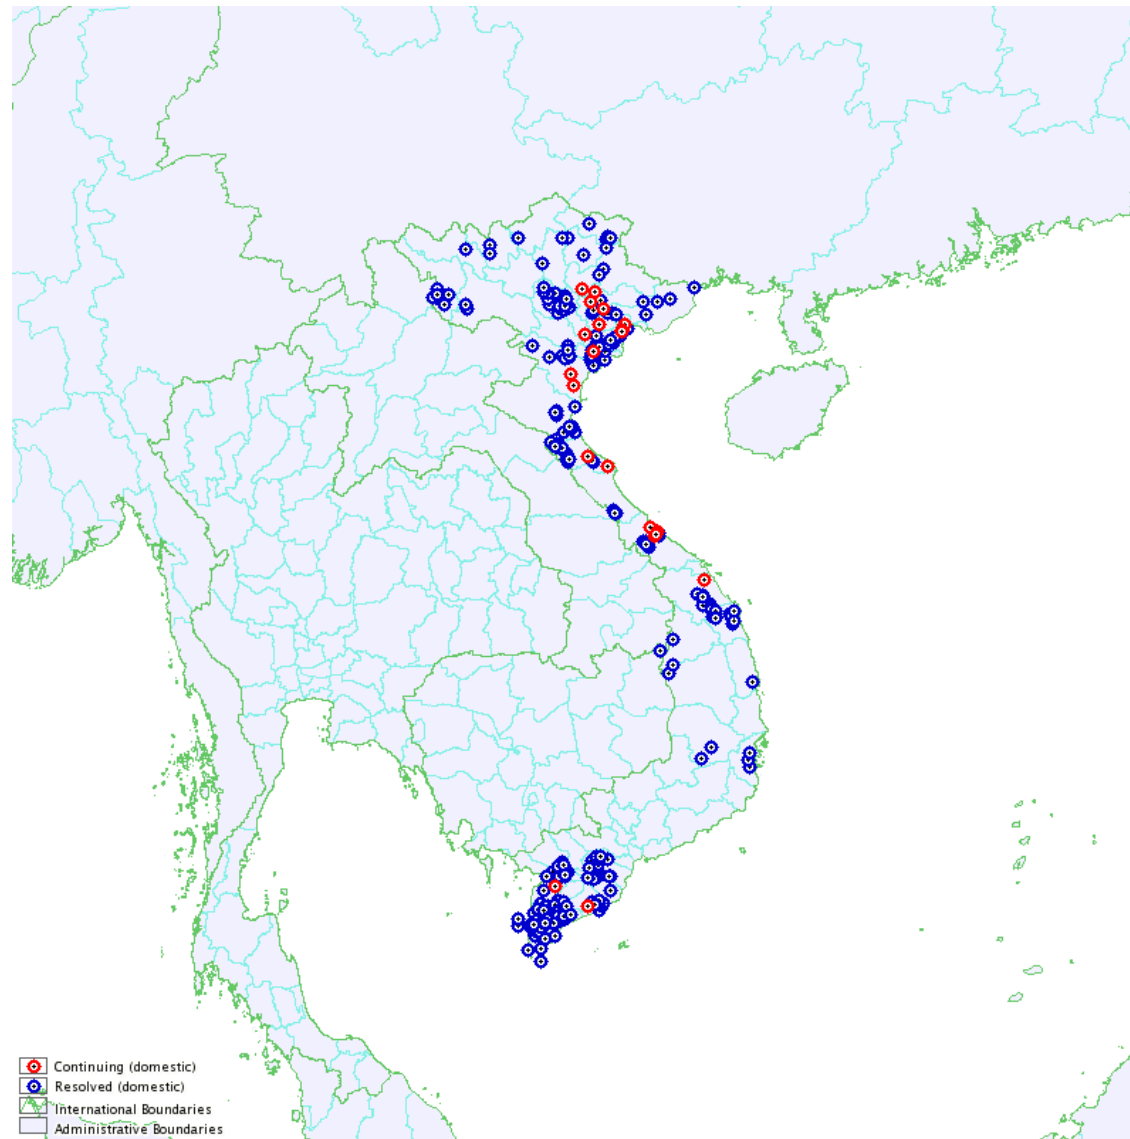 Continuing (domestic)
Resolved (domestic)
International Boundaries
Administrative Boundaries